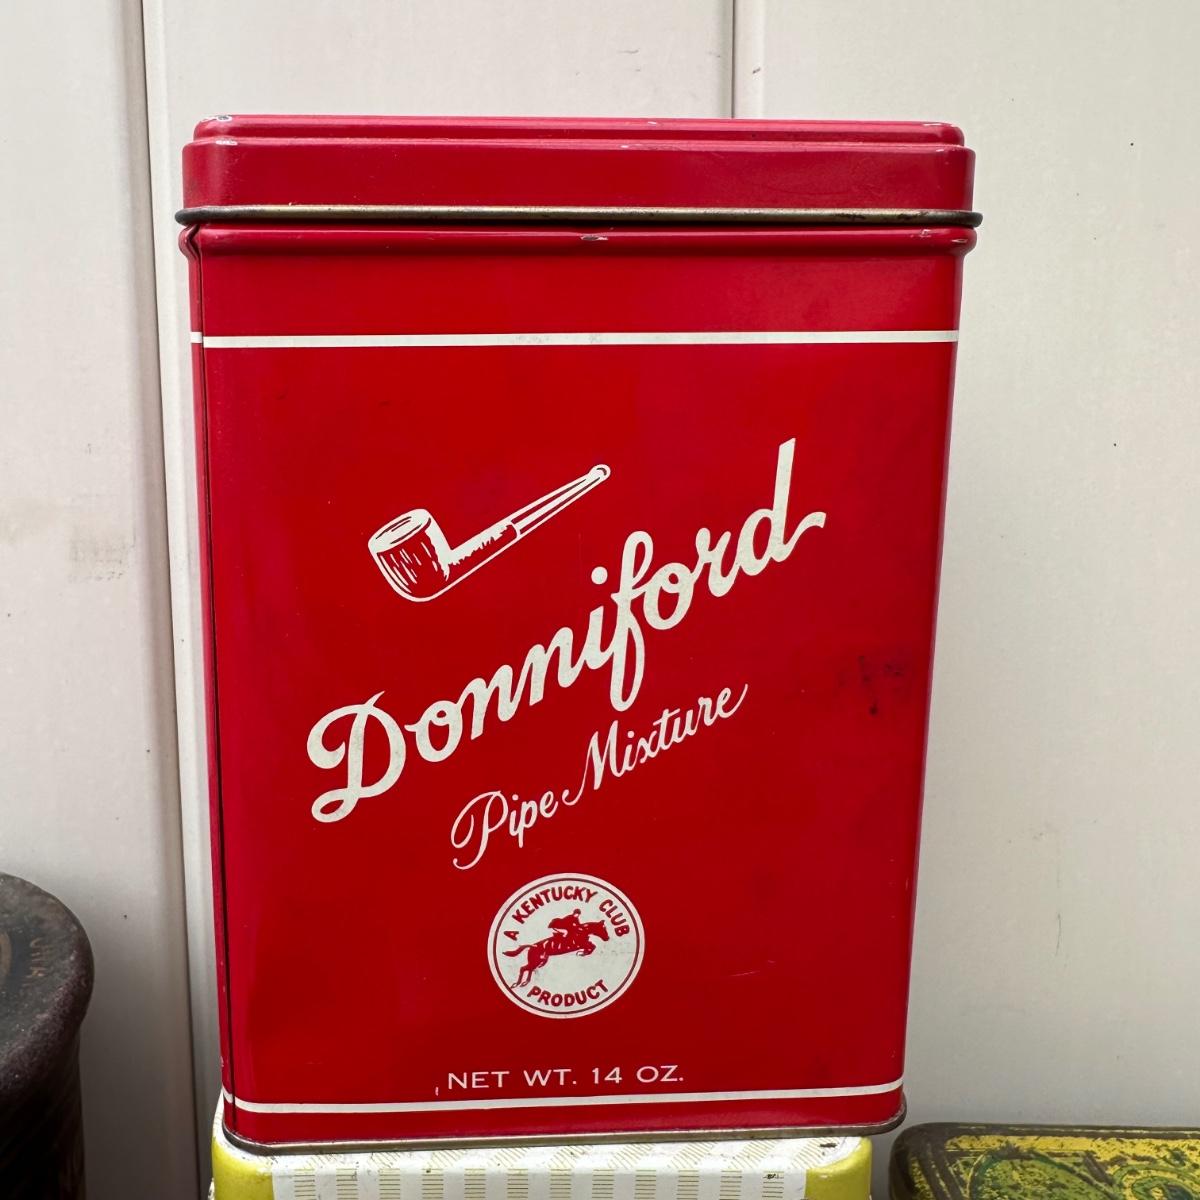 Donniford
Pipe Mixture
A KENTUCKY CLUB
PRODUCT
NET WT. 14 OZ.